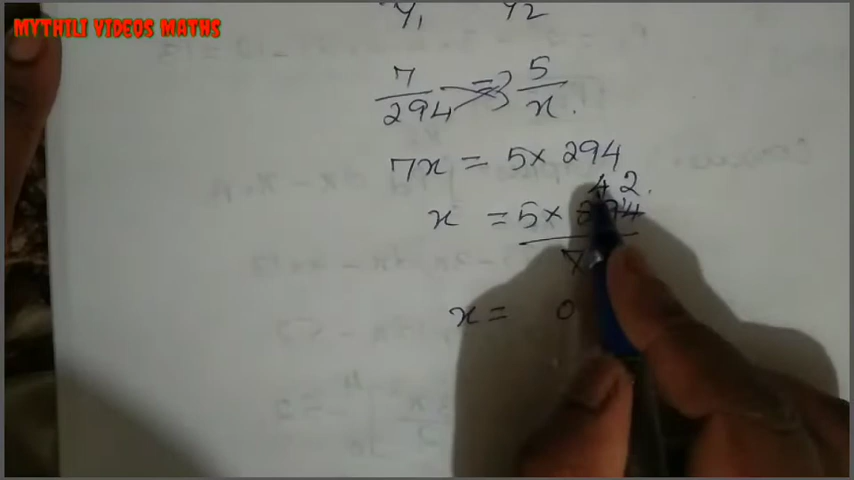 MYTHILI VIDEOS MATHS
y₁ y₂
7/294 = 5/x.
7x = 5 × 294
42.
x = 5 × 294/7
x = 0